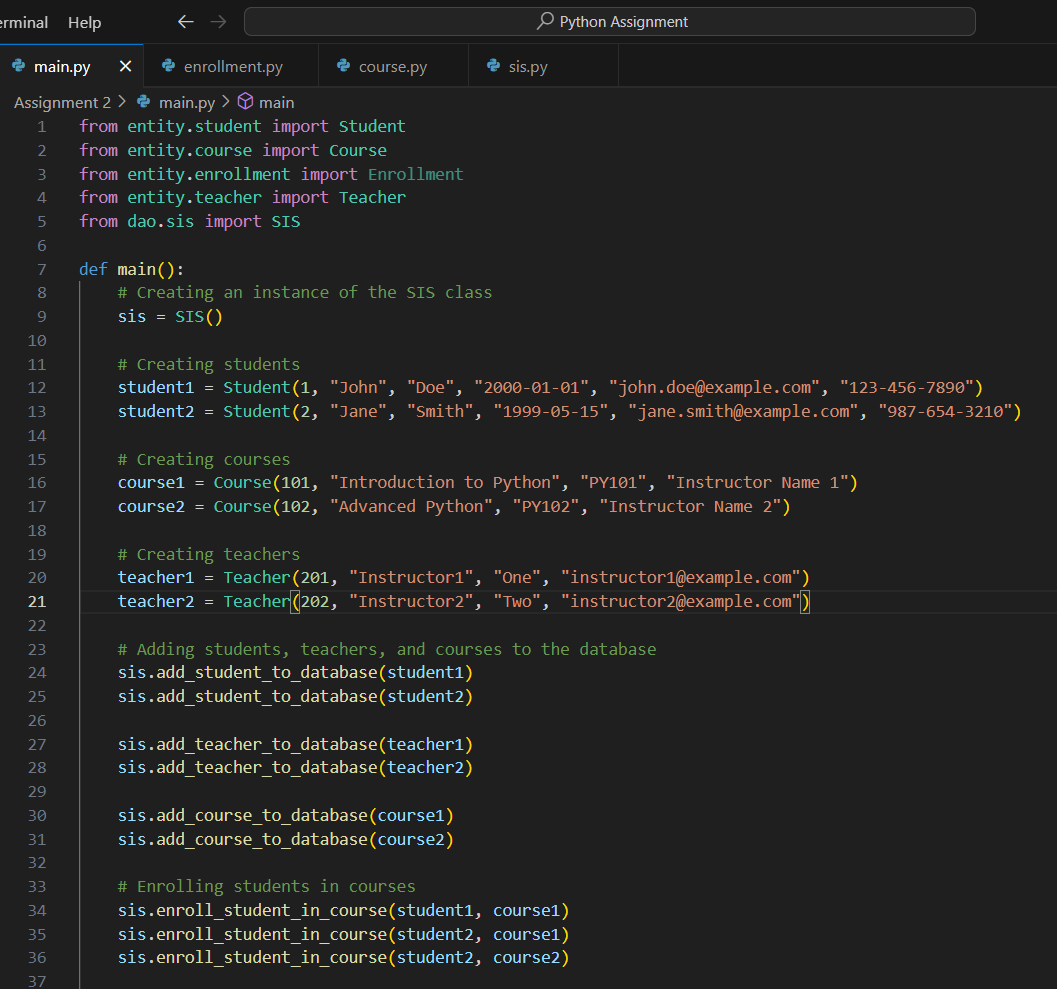 erminal Help ← → Python Assignment
main.py × enrollment.py course.py sis.py
Assignment 2 > main.py > main
1 from entity.student import Student
2 from entity.course import Course
3 from entity.enrollment import Enrollment
4 from entity.teacher import Teacher
5 from dao.sis import SIS
6
7 def main():
8     # Creating an instance of the SIS class
9     sis = SIS()
10
11     # Creating students
12     student1 = Student(1, "John", "Doe", "2000-01-01", "john.doe@example.com", "123-456-7890")
13     student2 = Student(2, "Jane", "Smith", "1999-05-15", "jane.smith@example.com", "987-654-3210")
14
15     # Creating courses
16     course1 = Course(101, "Introduction to Python", "PY101", "Instructor Name 1")
17     course2 = Course(102, "Advanced Python", "PY102", "Instructor Name 2")
18
19     # Creating teachers
20     teacher1 = Teacher(201, "Instructor1", "One", "instructor1@example.com")
21     teacher2 = Teacher(202, "Instructor2", "Two", "instructor2@example.com")
22
23     # Adding students, teachers, and courses to the database
24     sis.add_student_to_database(student1)
25     sis.add_student_to_database(student2)
26
27     sis.add_teacher_to_database(teacher1)
28     sis.add_teacher_to_database(teacher2)
29
30     sis.add_course_to_database(course1)
31     sis.add_course_to_database(course2)
32
33     # Enrolling students in courses
34     sis.enroll_student_in_course(student1, course1)
35     sis.enroll_student_in_course(student2, course1)
36     sis.enroll_student_in_course(student2, course2)
37